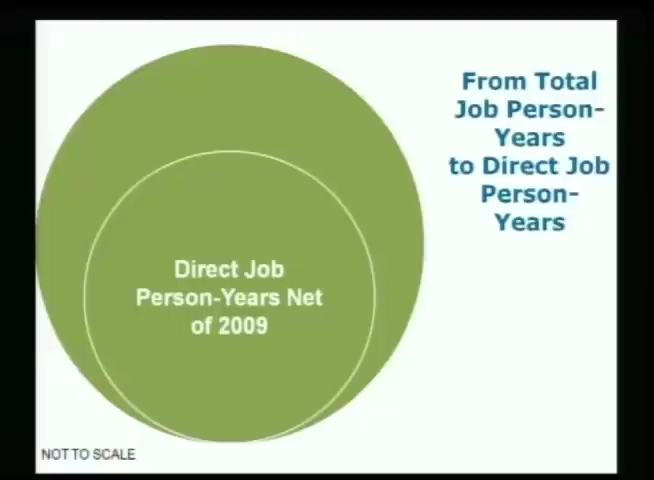 From Total
Job Person-
Years
to Direct Job
Person-
Years
Direct Job
Person-Years Net
of 2009
NOT TO SCALE